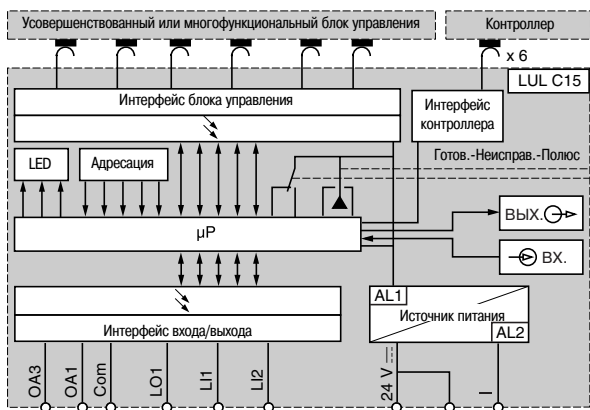 Усовершенствованный или многофункциональный блок управления
Контроллер
x 6
LUL C15
Интерфейс блока управления
Интерфейс
контроллера
LED
Адресация
Готов.-Неисправ.-Полюс
µP
ВЫХ.
ВХ.
AL1
Источник питания
AL2
Интерфейс входа/выхода
OA3
OA1
Com
LO1
LI1
LI2
24 V
I